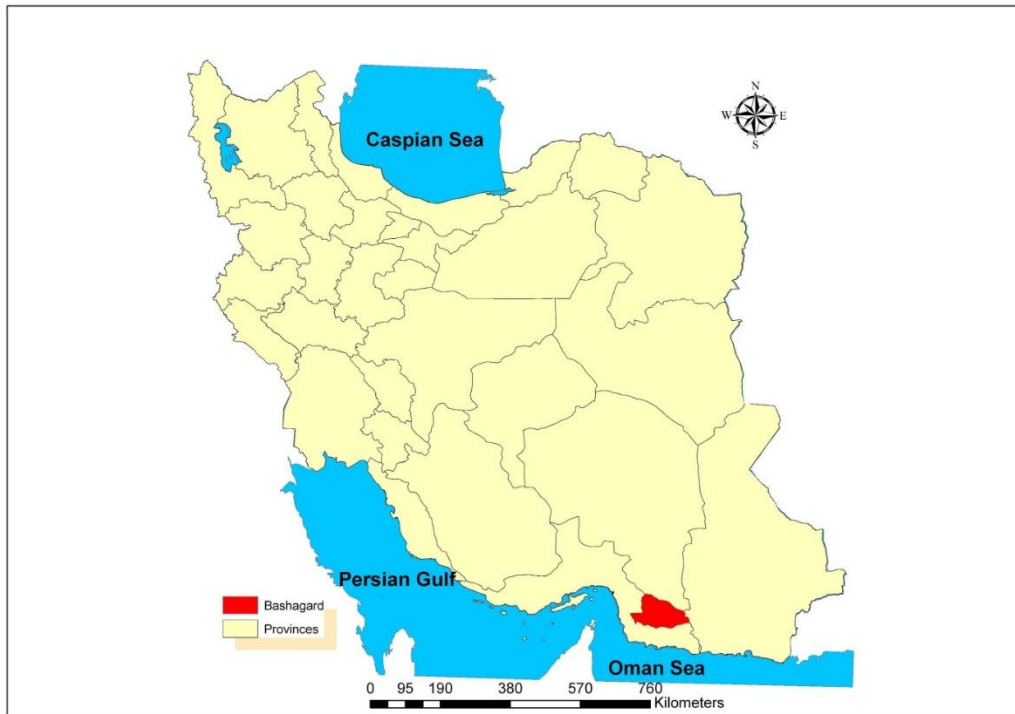 N
W E
S
Caspian Sea
Persian Gulf
Bashagard
Provinces
Oman Sea
0 95 190 380 570 760
Kilometers